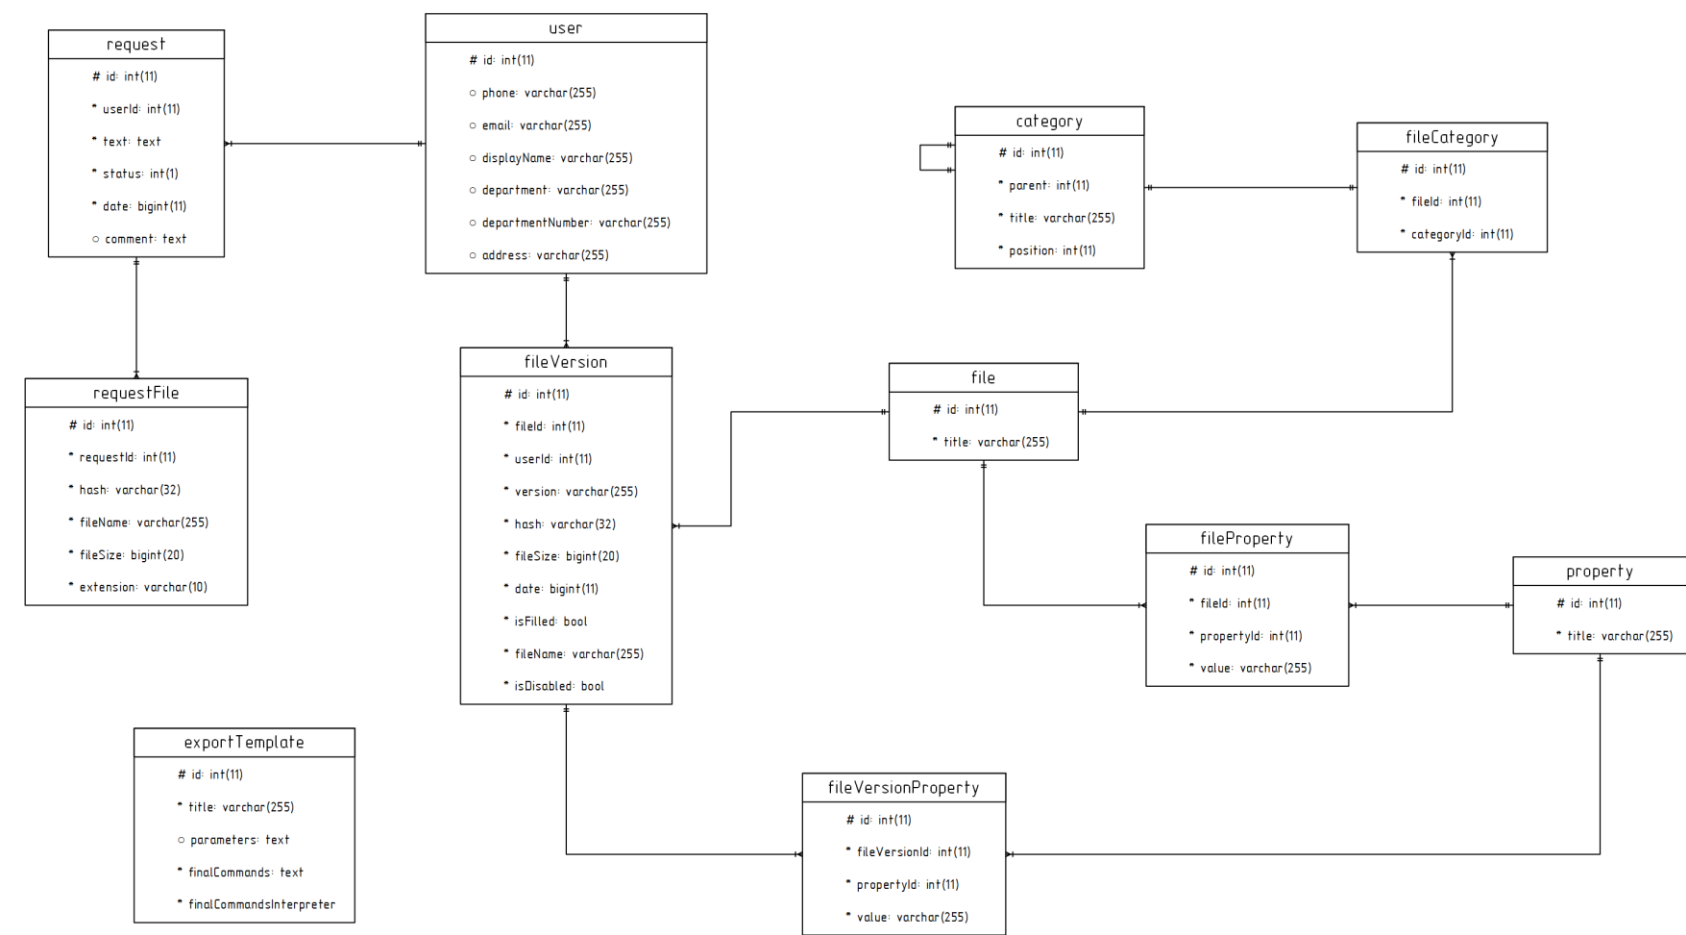 request
# id: int(11)
* userId: int(11)
* text: text
* status: int(1)
* date: bigint(11)
○ comment: text
user
# id: int(11)
○ phone: varchar(255)
○ email: varchar(255)
○ displayName: varchar(255)
○ department: varchar(255)
○ departmentNumber: varchar(255)
○ address: varchar(255)
category
# id: int(11)
* parent: int(11)
* title: varchar(255)
* position: int(11)
fileCategory
# id: int(11)
* fileId: int(11)
* categoryId: int(11)
requestFile
# id: int(11)
* requestId: int(11)
* hash: varchar(32)
* fileName: varchar(255)
* fileSize: bigint(20)
* extension: varchar(10)
fileVersion
# id: int(11)
* fileId: int(11)
* userId: int(11)
* version: varchar(255)
* hash: varchar(32)
* fileSize: bigint(20)
* date: bigint(11)
* isFilled: bool
* fileName: varchar(255)
* isDisabled: bool
file
# id: int(11)
* title: varchar(255)
fileProperty
# id: int(11)
* fileId: int(11)
* propertyId: int(11)
* value: varchar(255)
property
# id: int(11)
* title: varchar(255)
exportTemplate
# id: int(11)
* title: varchar(255)
○ parameters: text
* finalCommands: text
* finalCommandsInterpreter
fileVersionProperty
# id: int(11)
* fileVersionId: int(11)
* propertyId: int(11)
* value: varchar(255)